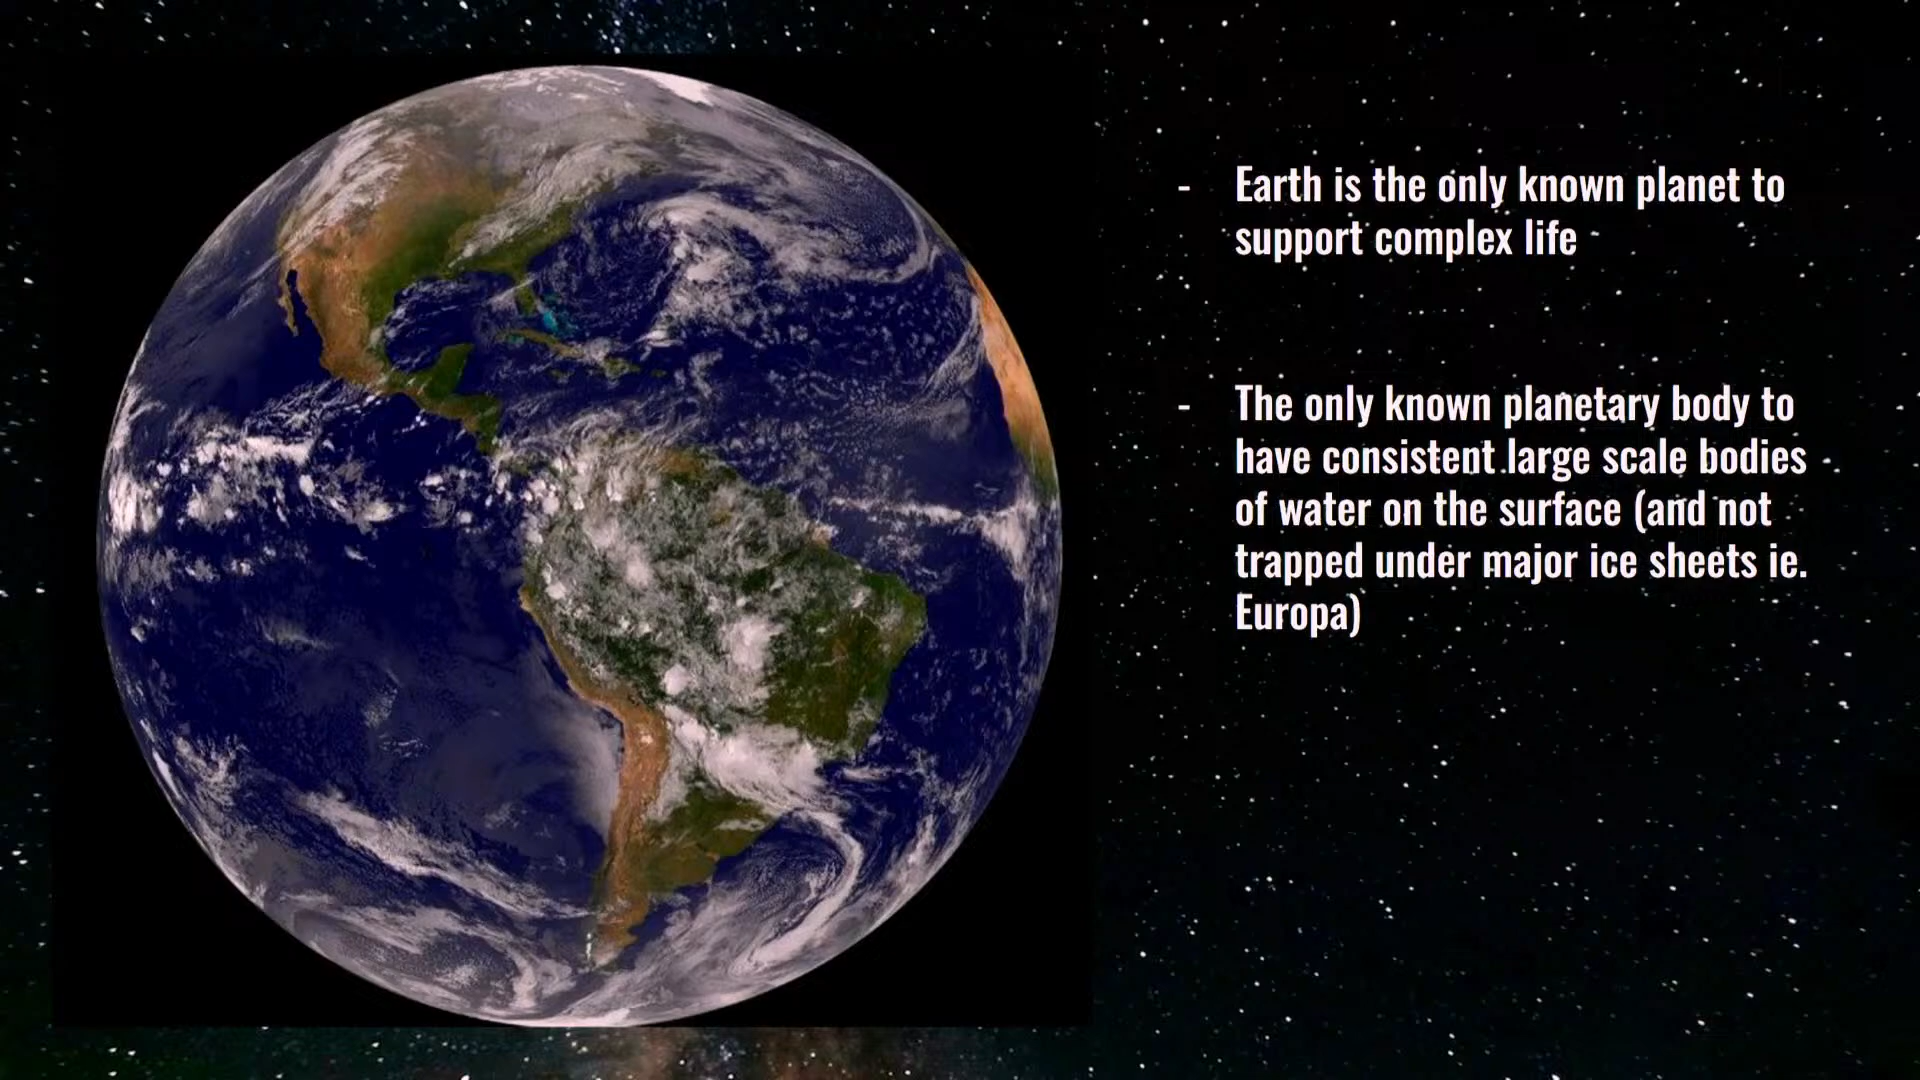 - Earth is the only known planet to
support complex life
- The only known planetary body to
have consistent large scale bodies
of water on the surface (and not
trapped under major ice sheets ie.
Europa)